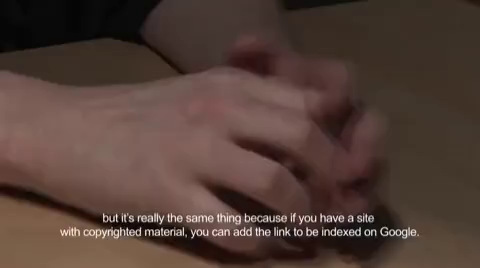 but it's really the same thing because if you have a site
with copyrighted material, you can add the link to be indexed on Google.